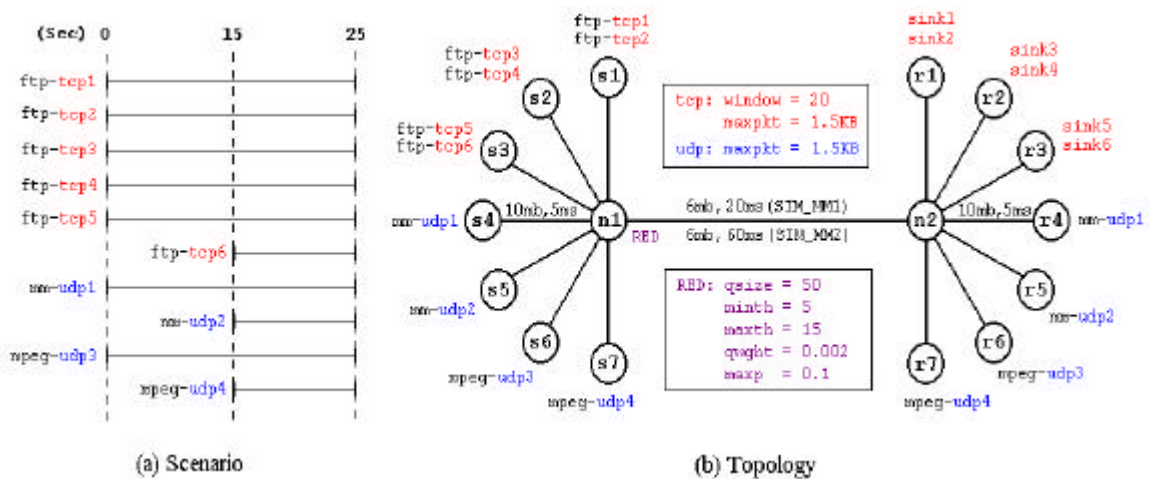 (Sec) 0 15 25
ftp-tcp1
ftp-tcp2
ftp-tcp3
ftp-tcp4
ftp-tcp5
ftp-tcp6
mm-udp1
mm-udp2
mpeg-udp3
mpeg-udp4
(a) Scenario
ftp-tcp1
ftp-tcp2
ftp-tcp3
ftp-tcp4
ftp-tcp5
ftp-tcp6
mm-udp1
mm-udp2
mpeg-udp3
mpeg-udp4
s1
s2
s3
s4
s5
s6
s7
10mb,5ms
n1
RED
tcp: window = 20
maxpkt = 1.5KB
udp: maxpkt = 1.5KB
6mb, 20ms (SIM_MM1)
6mb, 60ms (SIM_MM2)
RED: qsize = 50
minth = 5
maxth = 15
qwght = 0.002
maxp = 0.1
n2
10mb,5ms
sink1
sink2
sink3
sink4
sink5
sink6
r1
r2
r3
r4
r5
r6
r7
mm-udp1
mm-udp2
mpeg-udp3
mpeg-udp4
(b) Topology